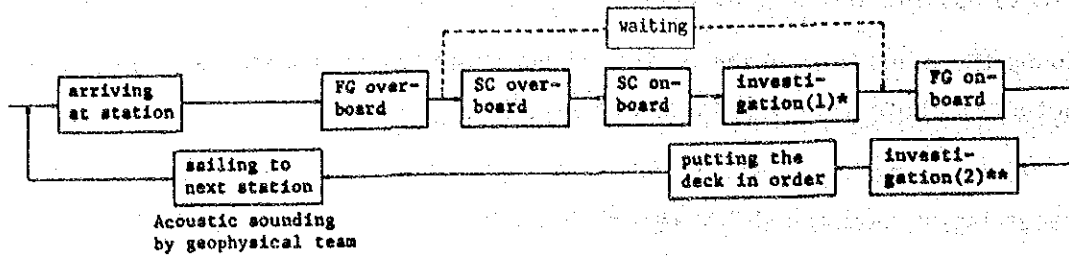 waiting
arriving
at station
FG over-
board
SC over-
board
SC on-
board
investi-
gation(1)*
FG on-
board
sailing to
next station
putting the
deck in order
investi-
gation(2)**
Acoustic sounding
by geophysical team